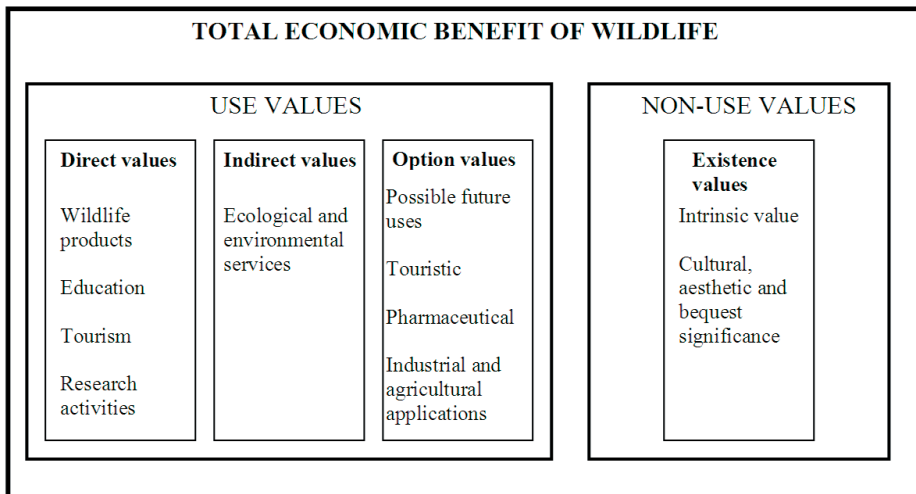 TOTAL ECONOMIC BENEFIT OF WILDLIFE
USE VALUES
Direct values
Wildlife
products
Education
Tourism
Research
activities
Indirect values
Ecological and
environmental
services
Option values
Possible future
uses
Touristic
Pharmaceutical
Industrial and
agricultural
applications
NON-USE VALUES
Existence
values
Intrinsic value
Cultural,
aesthetic and
bequest
significance